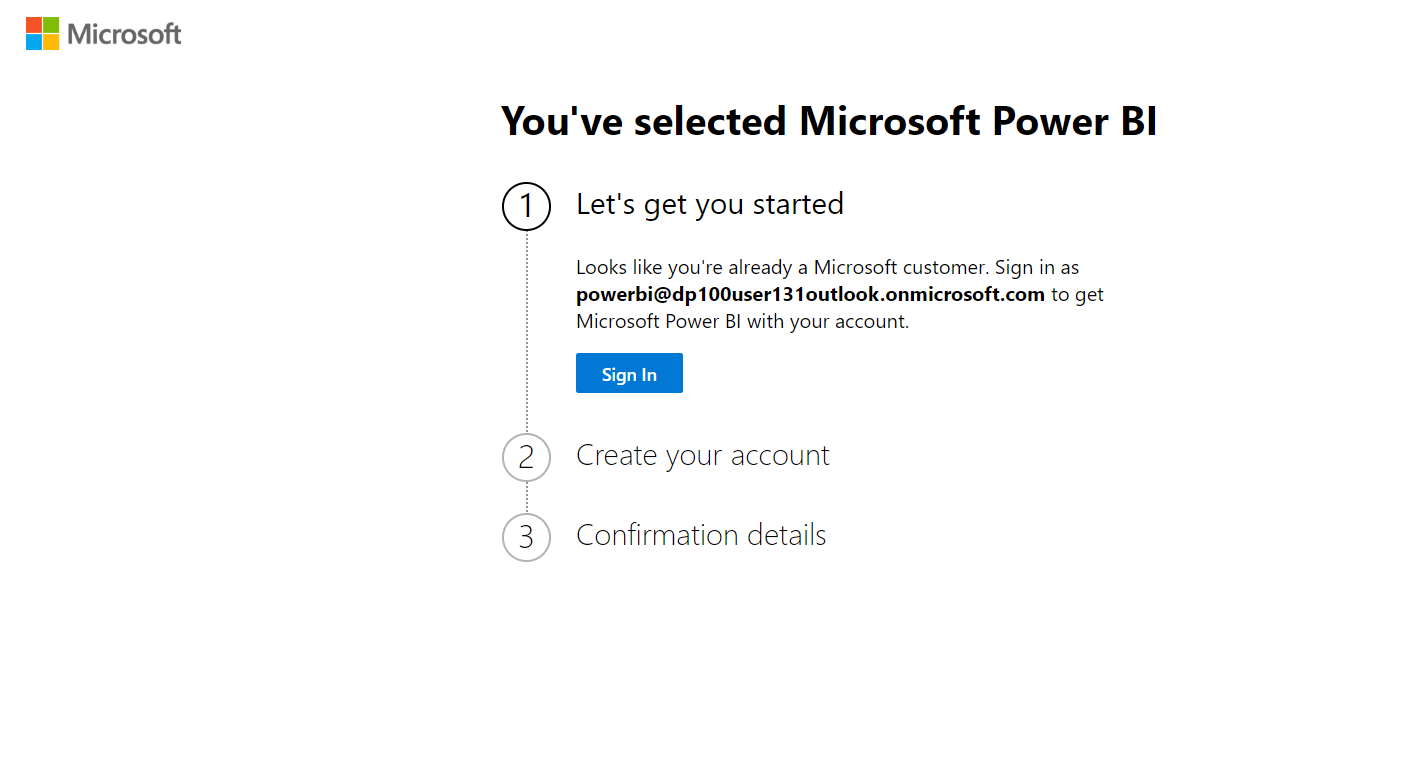 Microsoft
You've selected Microsoft Power BI
1 Let's get you started
Looks like you're already a Microsoft customer. Sign in as
powerbi@dp100user131outlook.onmicrosoft.com to get
Microsoft Power BI with your account.
Sign In
2 Create your account
3 Confirmation details